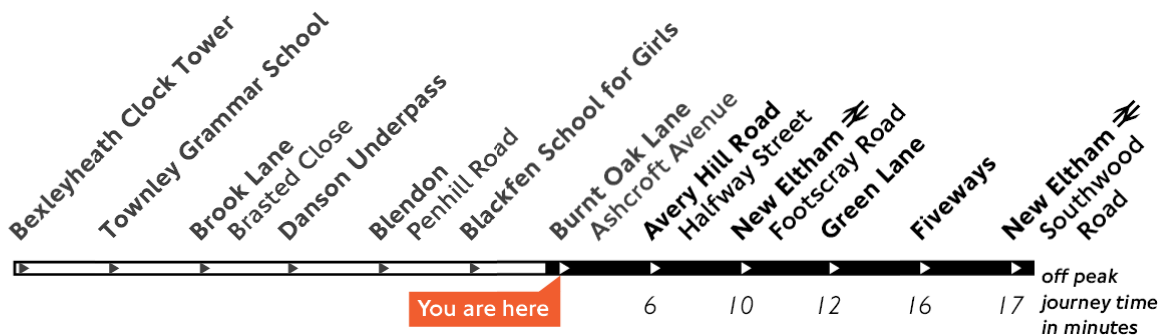 Bexleyheath Clock Tower
Townley Grammar School
Brook Lane
Brasted Close
Danson Underpass
Blendon
Penhill Road
Blackfen School for Girls
Burnt Oak Lane
Ashcroft Avenue
Avery Hill Road
Halfway Street
New Eltham
Footscray Road
Green Lane
Fiveways
New Eltham
Southwood
Road
You are here
6
10
12
16
17
off peak
journey time
in minutes